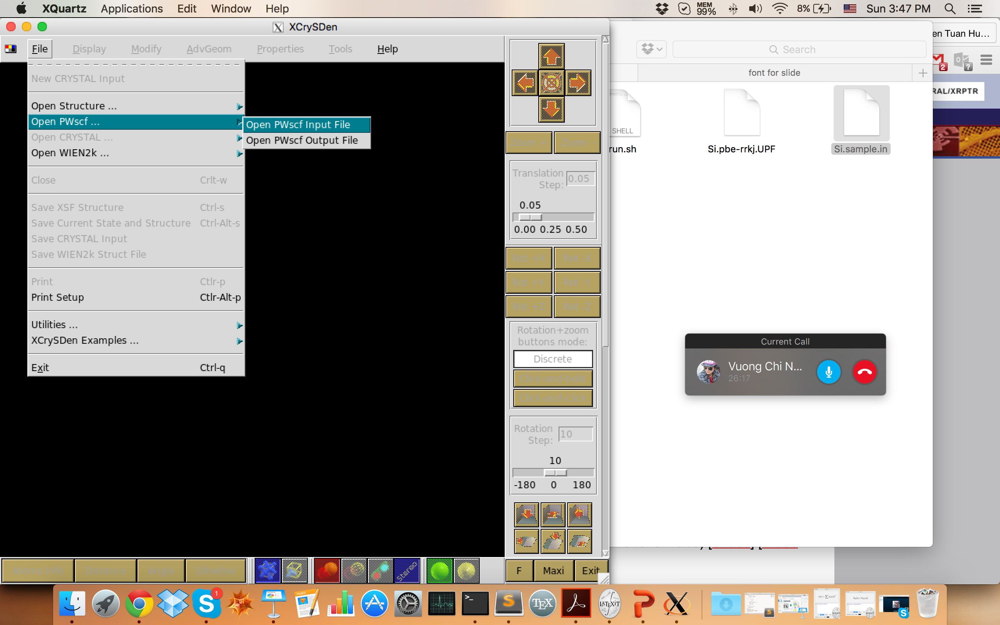 XQuartz Applications Edit Window Help MEM 99% 8% Sun 3:47 PM
XCrySDen
File Display Modify AdvGeom Properties Tools Help
New CRYSTAL Input
Open Structure ...
Open PWscf ...
Open PWscf Input File
Open PWscf Output File
Open CRYSTAL ...
Open WIEN2k ...
Close Crlt-w
Save XSF Structure Ctrl-s
Save Current State and Structure Ctrl-Alt-s
Save CRYSTAL Input
Save WIEN2k Struct File
Print Ctlr-p
Print Setup Ctlr-Alt-p
Utilities ...
XCrySDen Examples ...
Exit Ctrl-q
Zoom + Zoom -
Translation
Step: 0.05
0.05
0.00 0.25 0.50
Rot +X Rot -X
Rot +Y Rot -Y
Rot +Z Rot -Z
Rotation+zoom
buttons mode:
Discrete
Click-and-hold
Click-and-click
Rotation
Step: 10
10
-180 0 180
Atoms Info Distance Angle Dihedral Stereo F Maxi Exit
en Tuan Hu...
Search
font for slide
2 ?
RAL/XRPTR
SHELL
run.sh Si.pbe-rrkj.UPF Si.sample.in
Current Call
Vuong Chi N...
26:17
1
PAGES
TEX
LATEXIT